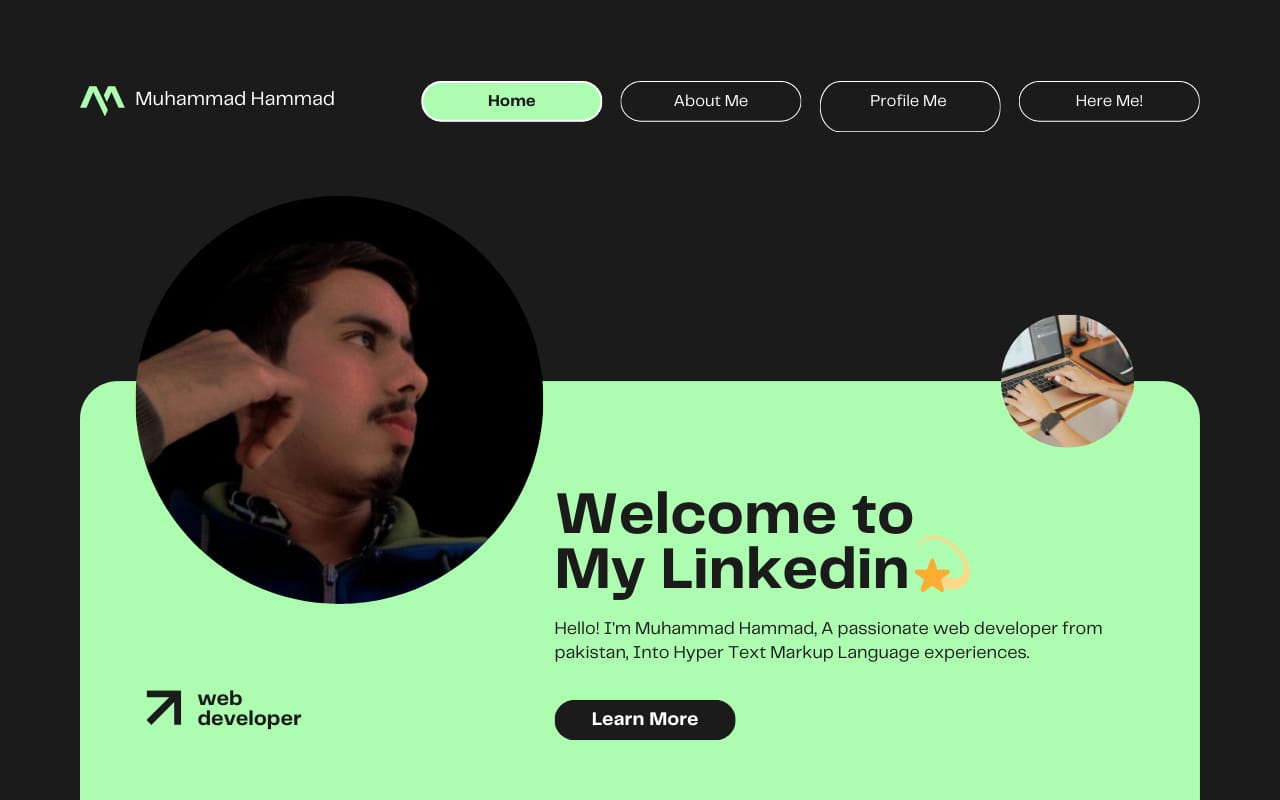 Muhammad Hammad
Home
About Me
Profile Me
Here Me!
Welcome to
My Linkedin💫
Hello! I'm Muhammad Hammad, A passionate web developer from
pakistan, Into Hyper Text Markup Language experiences.
web
developer
Learn More